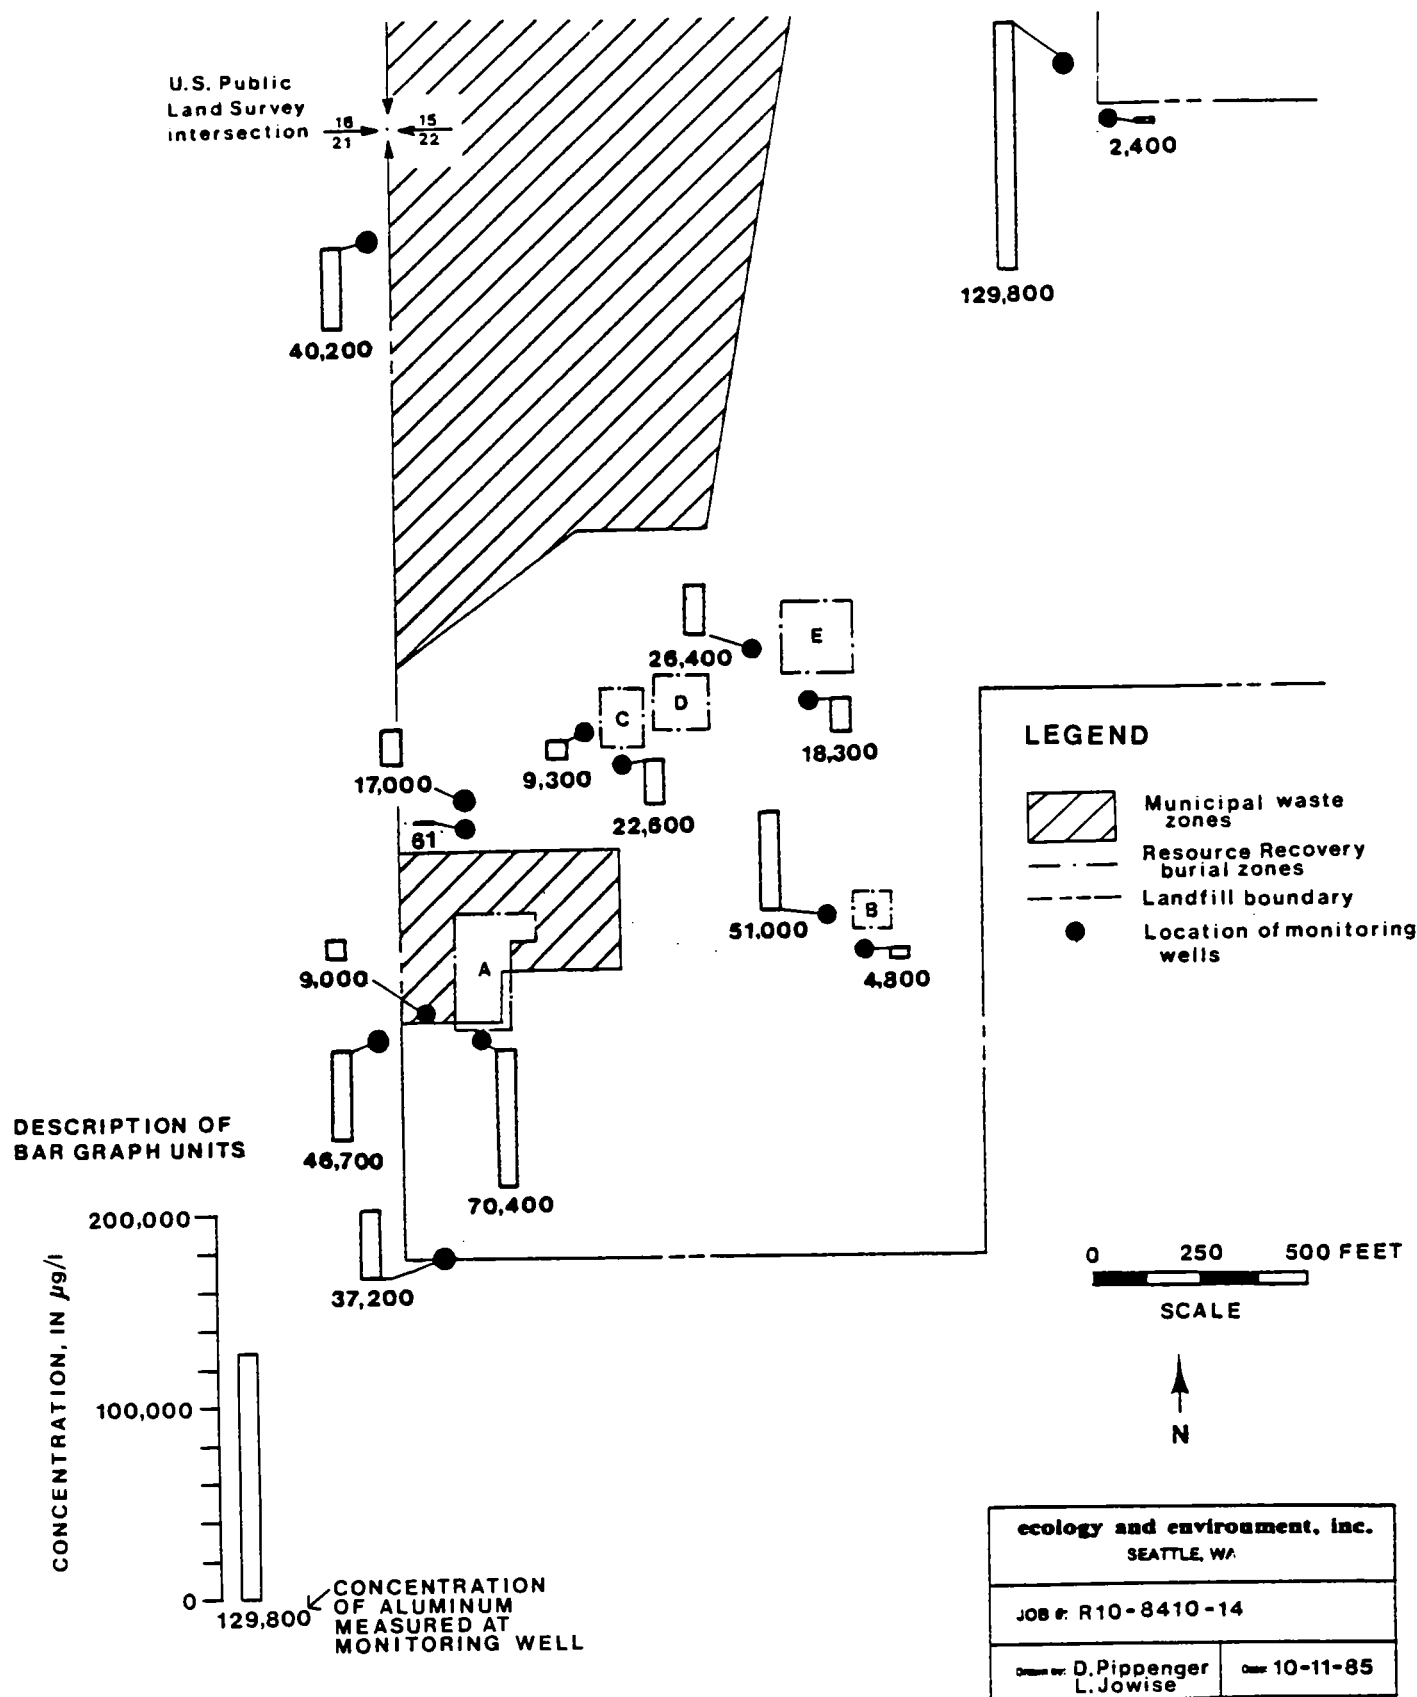 U.S. Public
Land Survey
intersection
16
21
15
22
2,400
129,800
40,200
26,400
E
D
C
18,300
9,300
22,600
17,000
61
51,000
B
4,800
A
9,000
46,700
70,400
37,200
LEGEND
Municipal waste
zones
Resource Recovery
burial zones
Landfill boundary
Location of monitoring
wells
DESCRIPTION OF
BAR GRAPH UNITS
200,000
100,000
0
CONCENTRATION, IN µg/l
129,800
CONCENTRATION
OF ALUMINUM
MEASURED AT
MONITORING WELL
0 250 500 FEET
SCALE
N
ecology and environment, inc.
SEATTLE, WA
JOB #: R10-8410-14
Drawn by: D.Pippenger
L.Jowise
Date: 10-11-85